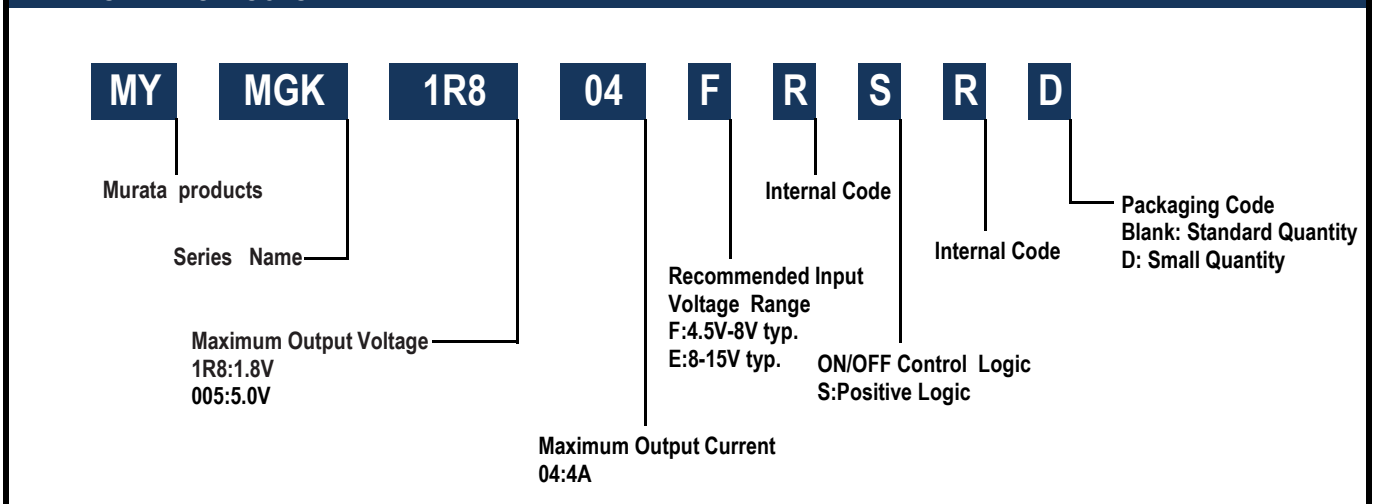 MY MGK 1R8 04 F R S R D
Murata products
Series Name
Maximum Output Voltage
1R8:1.8V
005:5.0V
Maximum Output Current
04:4A
Recommended Input
Voltage Range
F:4.5V-8V typ.
E:8-15V typ.
Internal Code
ON/OFF Control Logic
S:Positive Logic
Internal Code
Packaging Code
Blank: Standard Quantity
D: Small Quantity